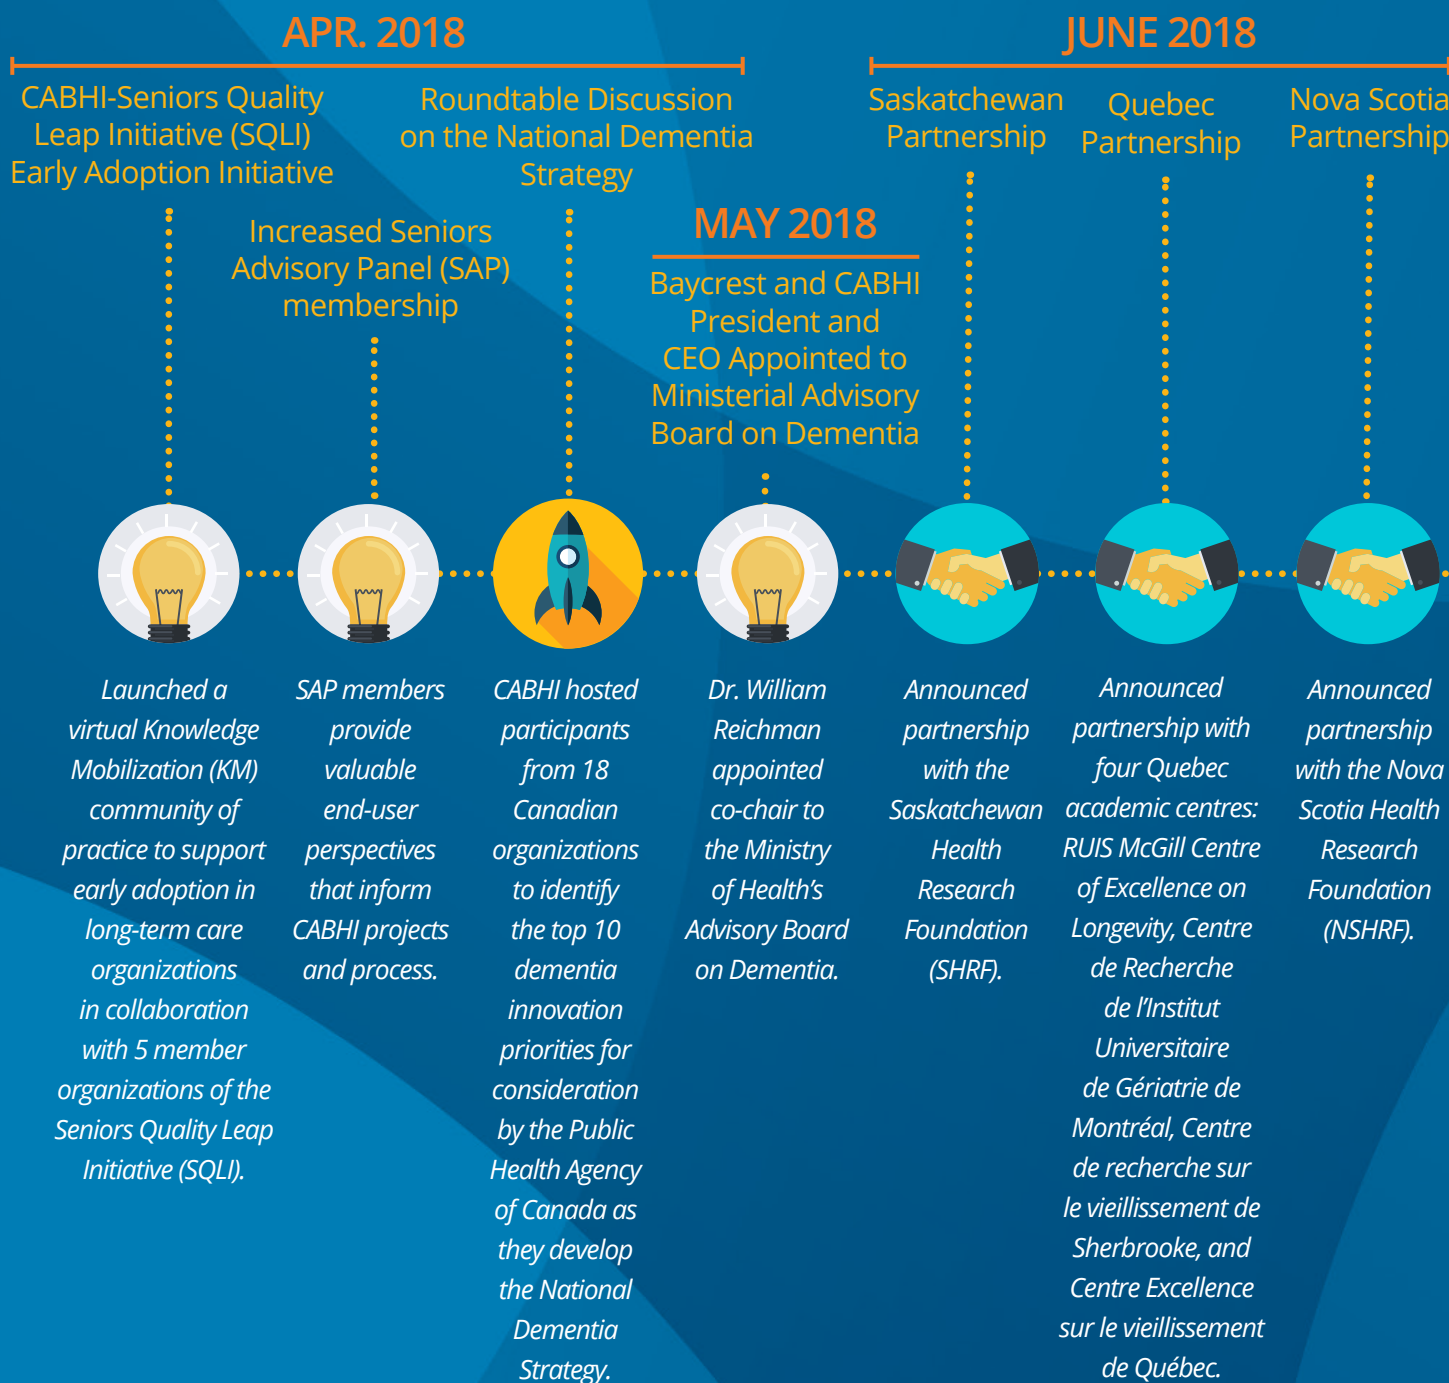 APR. 2018
CABHI-Seniors Quality
Leap Initiative (SQLI)
Early Adoption Initiative
Increased Seniors
Advisory Panel (SAP)
membership
Roundtable Discussion
on the National Dementia
Strategy
MAY 2018
Baycrest and CABHI
President and
CEO Appointed to
Ministerial Advisory
Board on Dementia
JUNE 2018
Saskatchewan
Partnership
Quebec
Partnership
Nova Scotia
Partnership
Launched a
virtual Knowledge
Mobilization (KM)
community of
practice to support
early adoption in
long-term care
organizations
in collaboration
with 5 member
organizations of the
Seniors Quality Leap
Initiative (SQLI).
SAP members
provide
valuable
end-user
perspectives
that inform
CABHI projects
and process.
CABHI hosted
participants
from 18
Canadian
organizations
to identify
the top 10
dementia
innovation
priorities for
consideration
by the Public
Health Agency
of Canada as
they develop
the National
Dementia
Strategy.
Dr. William
Reichman
appointed
co-chair to
the Ministry
of Health's
Advisory Board
on Dementia.
Announced
partnership
with the
Saskatchewan
Health
Research
Foundation
(SHRF).
Announced
partnership with
four Quebec
academic centres:
RUIS McGill Centre
of Excellence on
Longevity, Centre
de Recherche
de l'Institut
Universitaire
de Gériatrie de
Montréal, Centre
de recherche sur
le vieillissement de
Sherbrooke, and
Centre Excellence
sur le vieillissement
de Québec.
Announced
partnership
with the Nova
Scotia Health
Research
Foundation
(NSHRF).